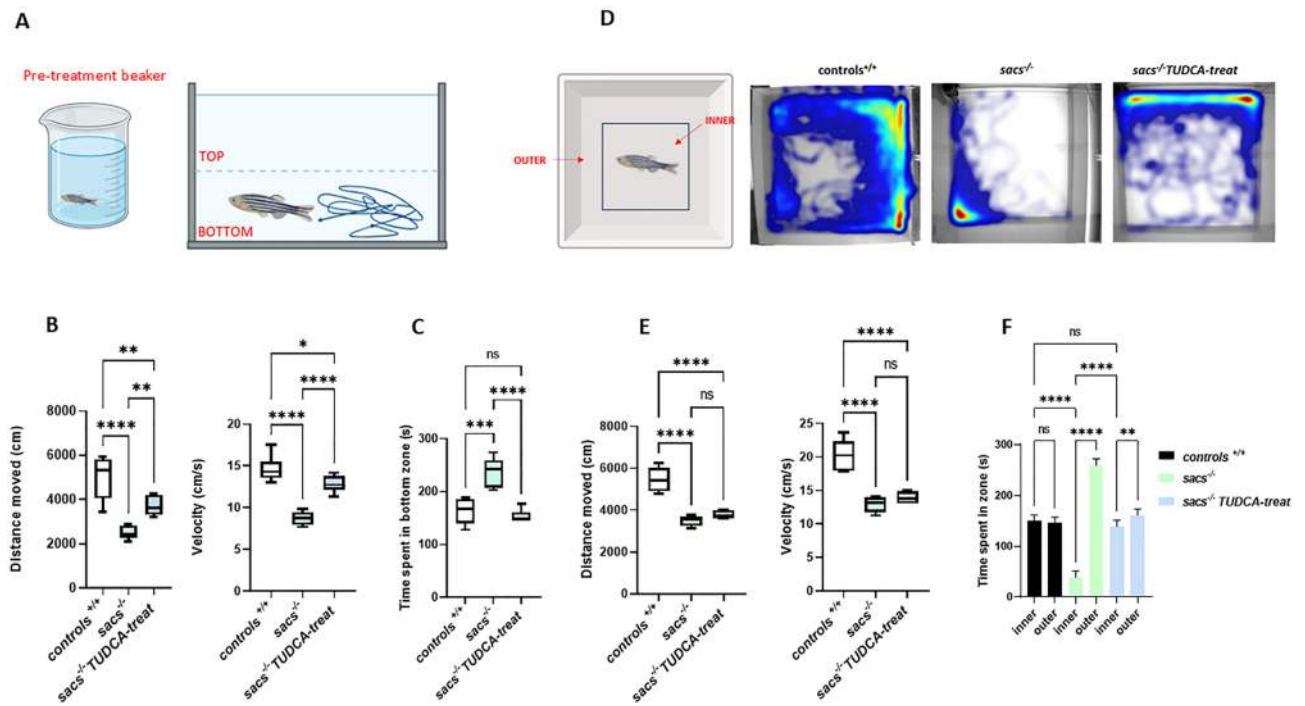 A
Pre-treatment beaker
TOP
BOTTOM
D
OUTER
INNER
controls+/+
sacs-/-
sacs-/-TUDCA-treat
B
Distance moved (cm)
8000
6000
4000
2000
0
**
**
****
controls +/+
sacs-/-
sacs-/- TUDCA-treat
Velocity (cm/s)
20
15
10
5
0
*
****
****
controls +/+
sacs-/-
sacs-/- TUDCA-treat
C
Time spent in bottom zone (s)
300
200
100
0
ns
****
***
controls +/+
sacs-/-
sacs-/- TUDCA-treat
E
Distance moved (cm)
8000
6000
4000
2000
0
****
ns
****
controls +/+
sacs-/-
sacs-/- TUDCA-treat
Velocity (cm/s)
25
20
15
10
5
0
****
ns
****
controls +/+
sacs-/-
sacs-/- TUDCA-treat
F
Time spent in zone (s)
300
200
100
0
ns
****
****
ns
****
**
inner
outer
inner
outer
inner
outer
controls +/+
sacs-/-
sacs-/- TUDCA-treat